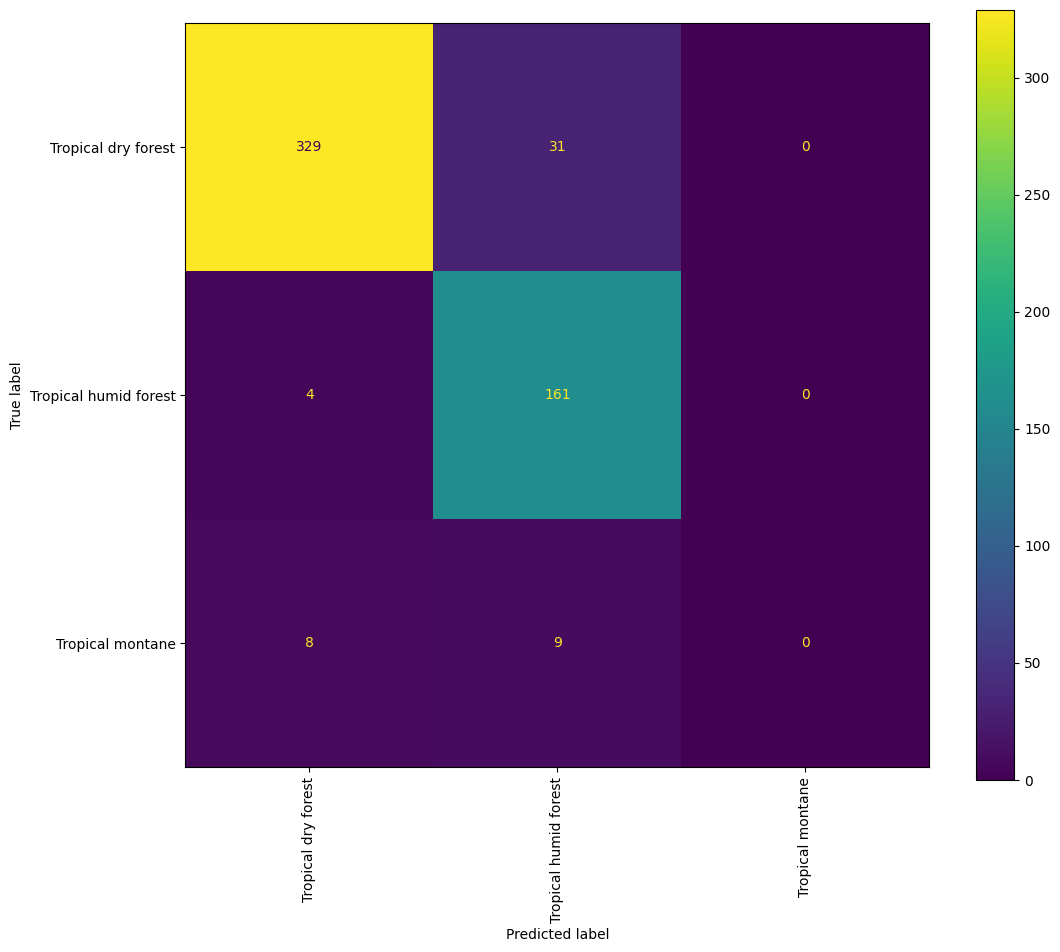 Tropical dry forest
329 31 0
Tropical humid forest
4 161 0
Tropical montane
8 9 0
True label
Tropical dry forest
Tropical humid forest
Tropical montane
Predicted label
300
250
200
150
100
50
0